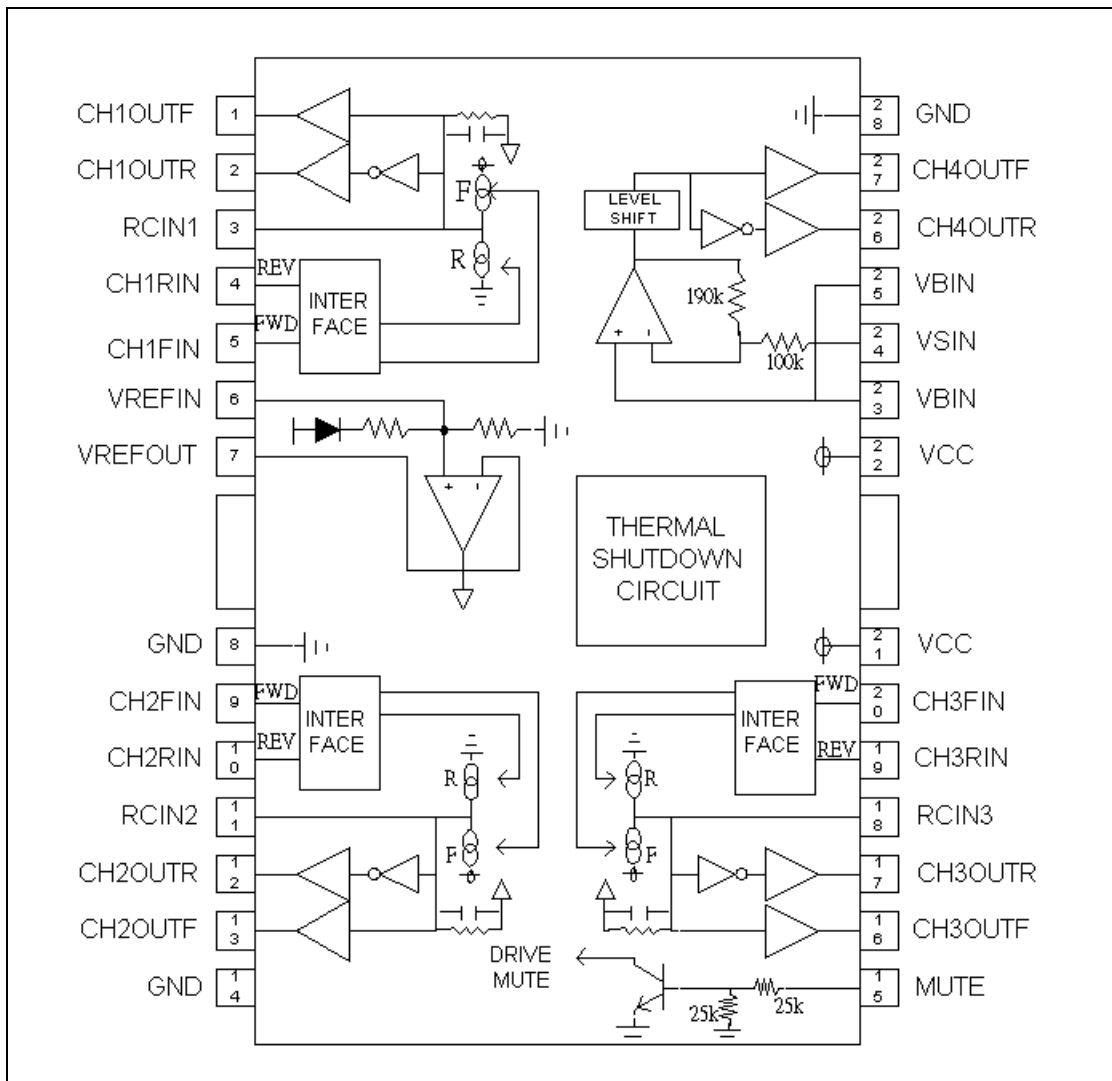 CH1OUTF 1
CH1OUTR 2
RCIN1 3
CH1RIN 4 REV
CH1FIN 5 FWD
INTER
FACE
VREFIN 6
VREFOUT 7
F
R
+ -
GND 8
CH2FIN 9 FWD
CH2RIN 10 REV
INTER
FACE
RCIN2 11
CH2OUTR 12
CH2OUTF 13
GND 14
R
F
28 GND
27 CH4OUTF
26 CH4OUTR
25 VBIN
24 VSIN
23 VBIN
22 VCC
LEVEL
SHIFT
190k
100k
+ -
THERMAL
SHUTDOWN
CIRCUIT
21 VCC
FWD 20 CH3FIN
REV 19 CH3RIN
INTER
FACE
18 RCIN3
17 CH3OUTR
16 CH3OUTF
15 MUTE
R
F
DRIVE
MUTE
25k
25k